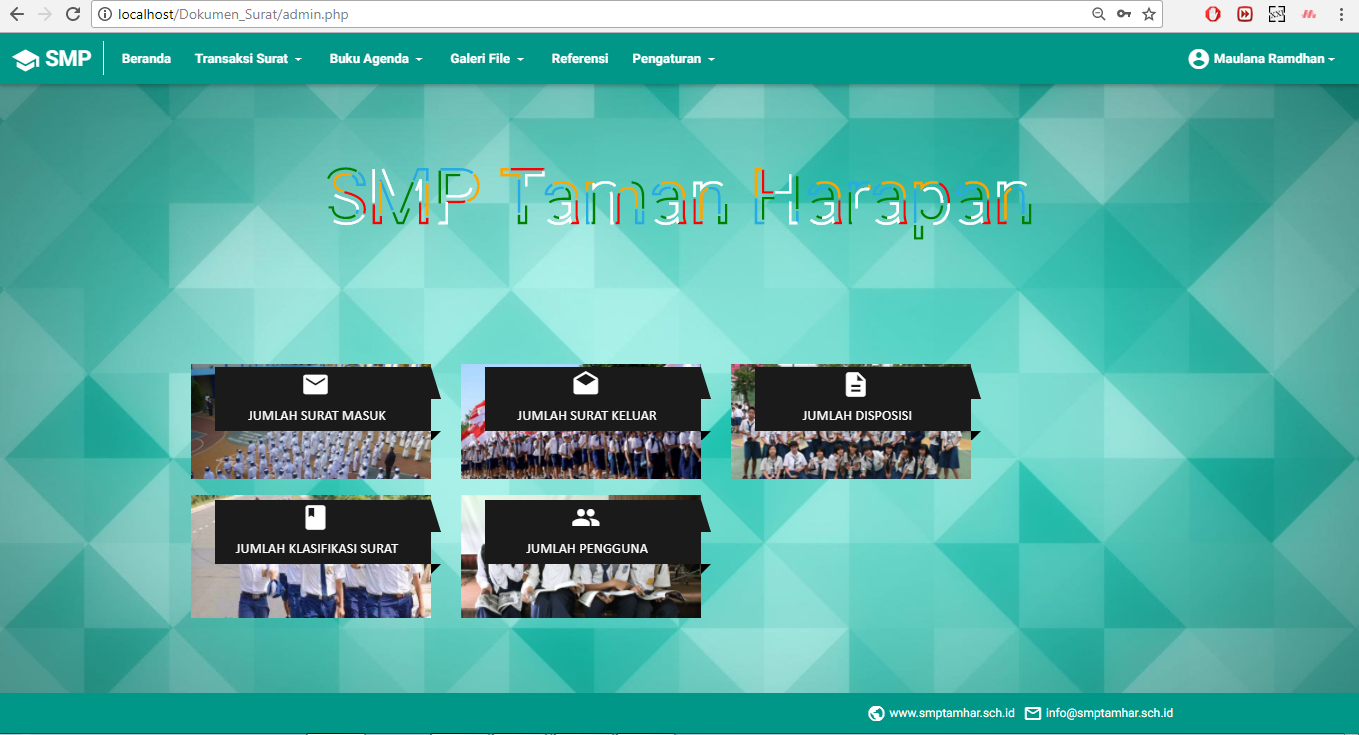 localhost/Dokumen_Surat/admin.php
SMP Beranda Transaksi Surat Buku Agenda Galeri File Referensi Pengaturan Maulana Ramdhan
SMP Taman Harapan
JUMLAH SURAT MASUK JUMLAH SURAT KELUAR JUMLAH DISPOSISI
JUMLAH KLASIFIKASI SURAT JUMLAH PENGGUNA
www.smptamhar.sch.id info@smptamhar.sch.id